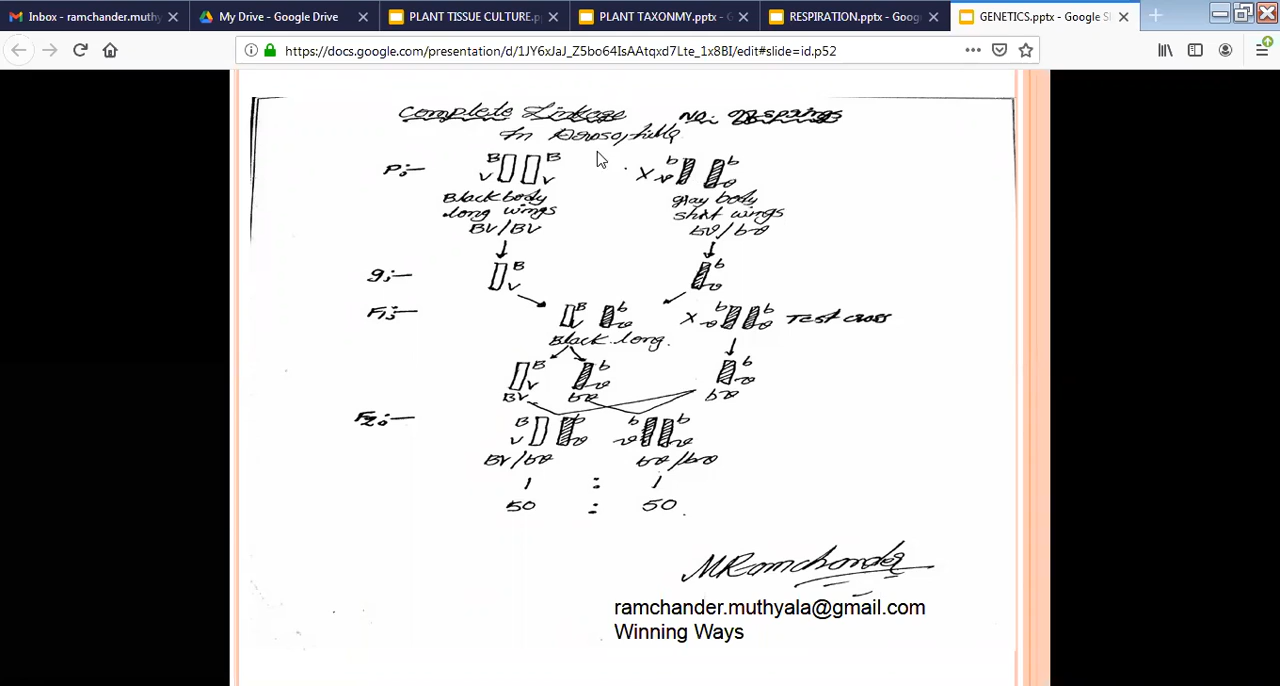 Inbox - ramchander.muthy
My Drive - Google Drive
PLANT TISSUE CULTURE.p
PLANT TAXONMY.pptx - G
RESPIRATION.pptx - Goog
GENETICS.pptx - Google Sl
https://docs.google.com/presentation/d/1JY6xJaJ_Z5bo64IsAAtqxd7Lte_1x8BI/edit#slide=id.p52
Complete Linkage
No:
In
P:-
B B
V V
X
b b
v v
Black body
long wings
BV/BV
gray body
wings
bv/bv
g:-
B
V
b
v
F1:-
B b
V v
X
b b
v v
Test cross
Black long.
B
V
b
v
b
v
BV
bv
bv
F2:-
B
V
v
b b
v v
BV/bv
bv/bv
1 : 1
50 : 50
MRamchander
ramchander.muthyala@gmail.com
Winning Ways